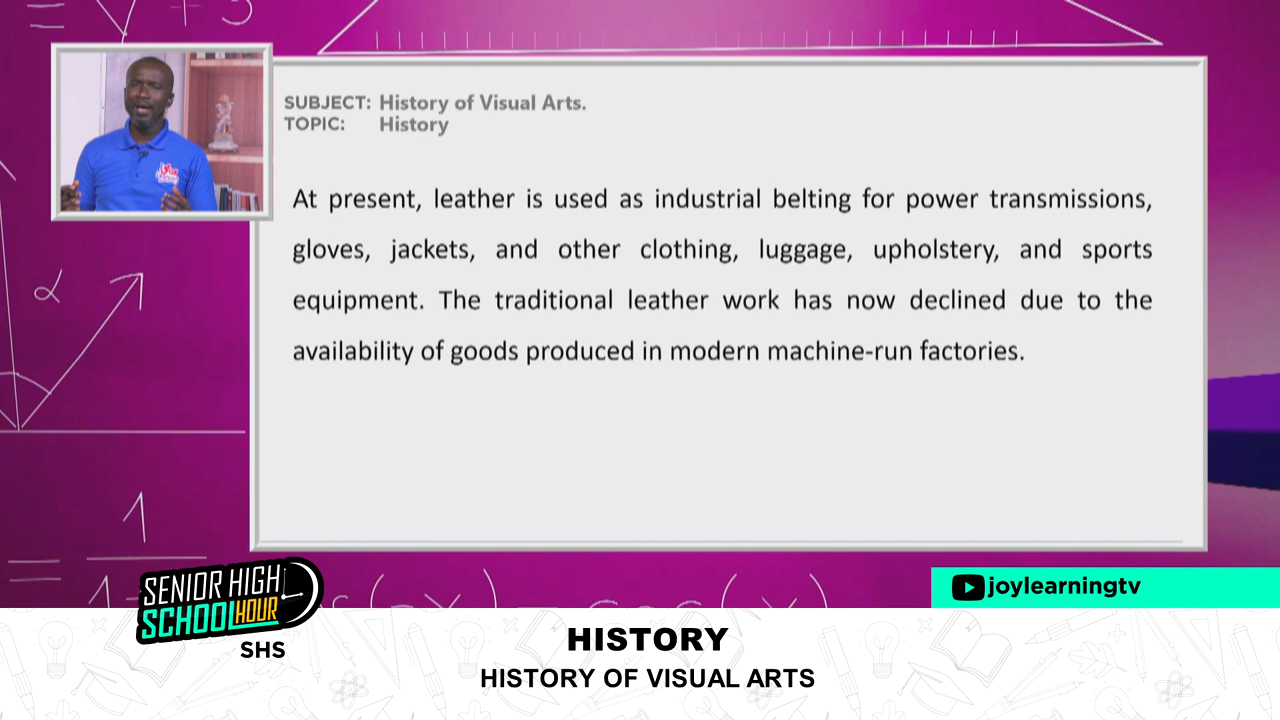 SUBJECT: History of Visual Arts.
TOPIC: History
At present, leather is used as industrial belting for power transmissions,
gloves, jackets, and other clothing, luggage, upholstery, and sports
equipment. The traditional leather work has now declined due to the
availability of goods produced in modern machine-run factories.
SENIOR HIGH
SCHOOL HOUR
SHS
joylearningtv
HISTORY
HISTORY OF VISUAL ARTS